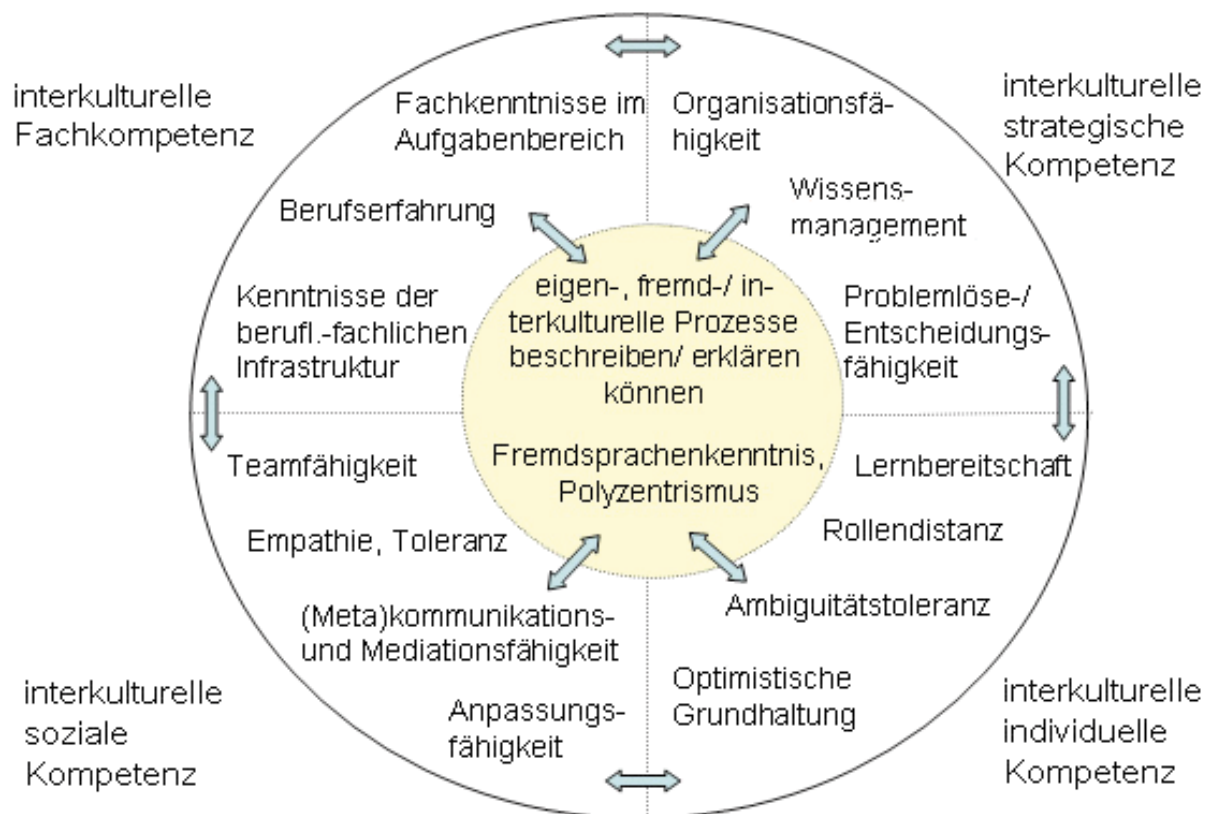 interkulturelle
Fachkompetenz
Fachkenntnisse im
Aufgabenbereich
Berufserfahrung
Kenntnisse der
berufl.-fachlichen
Infrastruktur
Organisationsfä-
higkeit
Wissens-
management
Problemlöse-/
Entscheidungs-
fähigkeit
interkulturelle
strategische
Kompetenz
eigen-, fremd-/ in-
terkulturelle Prozesse
beschreiben/ erklären
können
Fremdsprachenkenntnis,
Polyzentrismus
Teamfähigkeit
Empathie, Toleranz
(Meta)kommunikations-
und Mediationsfähigkeit
Anpassungs-
fähigkeit
interkulturelle
soziale
Kompetenz
Lernbereitschaft
Rollendistanz
Ambiguitätstoleranz
Optimistische
Grundhaltung
interkulturelle
individuelle
Kompetenz